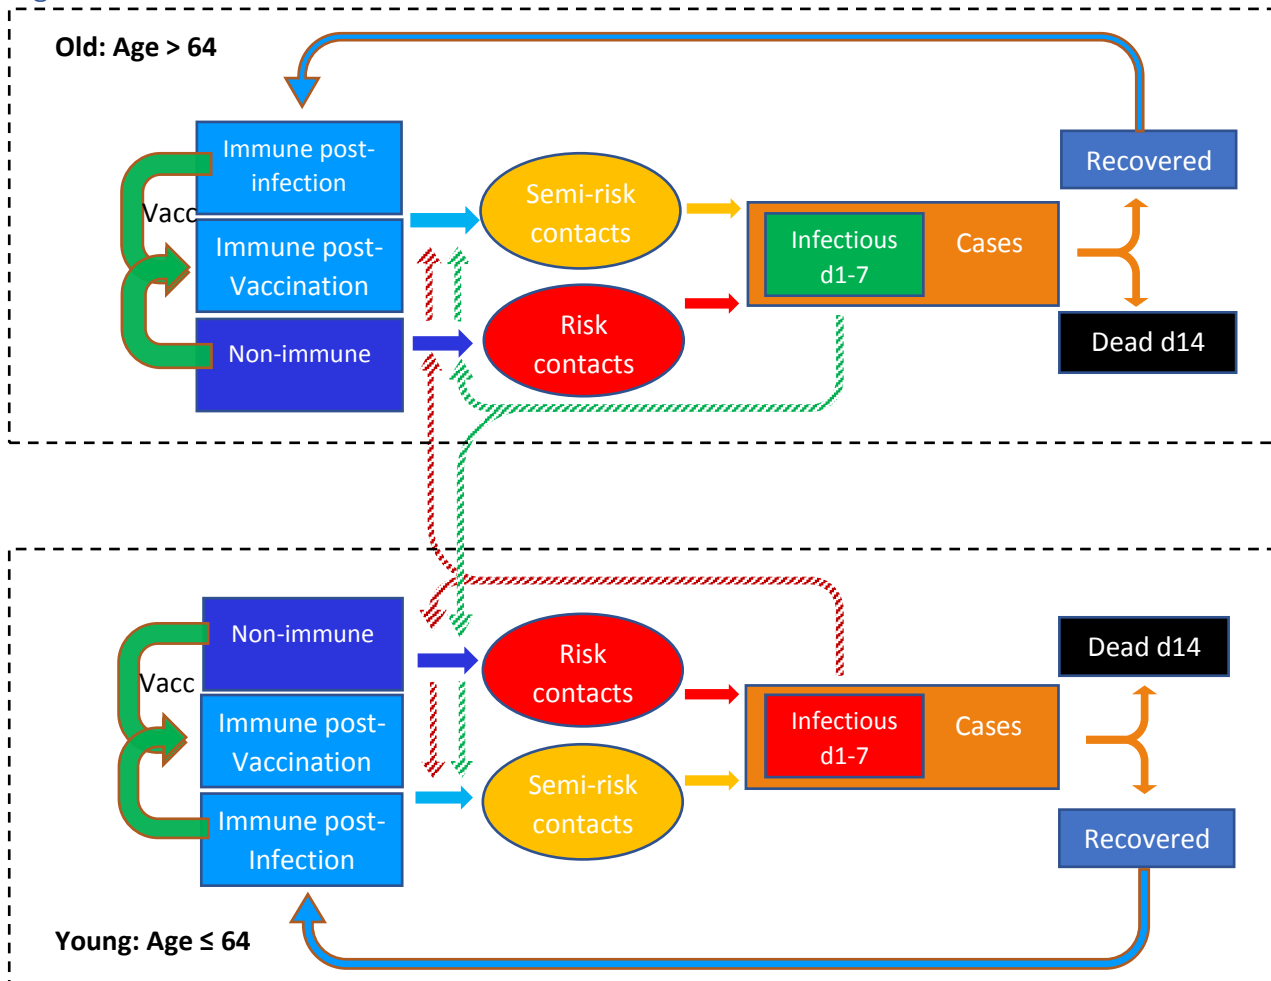 Old: Age > 64
Immune post-
infection
Vacc
Immune post-
Vaccination
Non-immune
Semi-risk
contacts
Risk
contacts
Infectious
d1-7
Cases
Recovered
Dead d14
Non-immune
Vacc
Immune post-
Vaccination
Immune post-
Infection
Risk
contacts
Semi-risk
contacts
Infectious
d1-7
Cases
Dead d14
Recovered
Young: Age ≤ 64